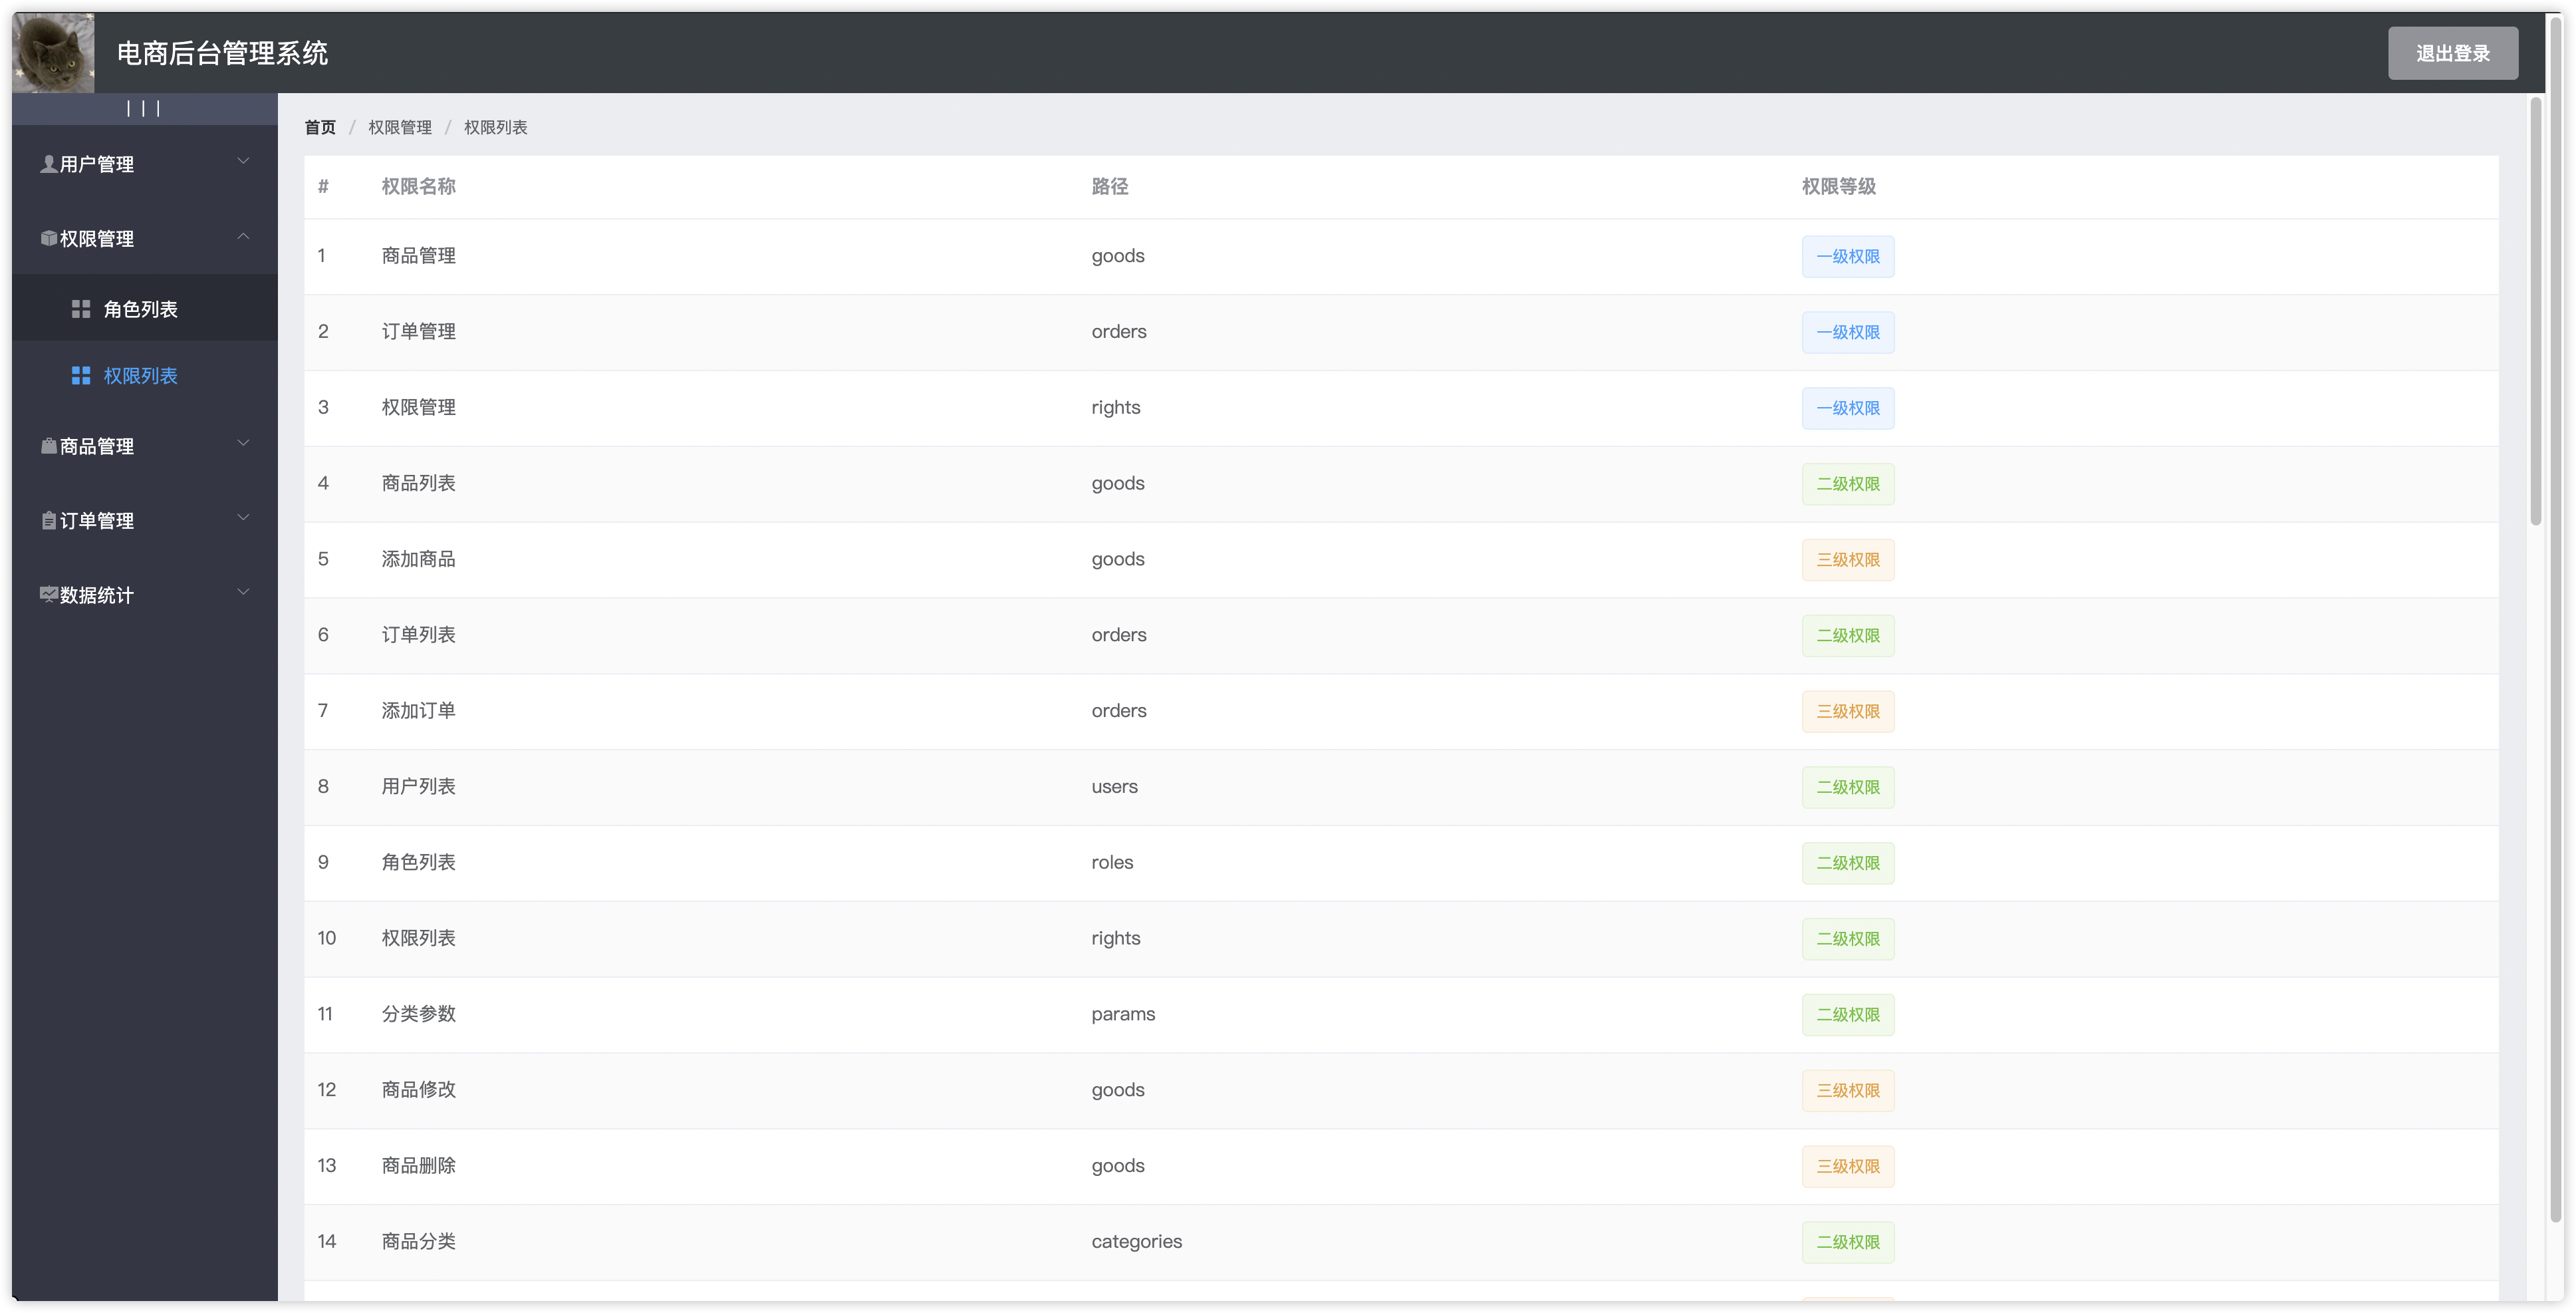 电商后台管理系统
退出登录
|||
用户管理
权限管理
角色列表
权限列表
商品管理
订单管理
数据统计
首页 / 权限管理 / 权限列表
# 权限名称 路径 权限等级
1 商品管理 goods 一级权限
2 订单管理 orders 一级权限
3 权限管理 rights 一级权限
4 商品列表 goods 二级权限
5 添加商品 goods 三级权限
6 订单列表 orders 二级权限
7 添加订单 orders 三级权限
8 用户列表 users 二级权限
9 角色列表 roles 二级权限
10 权限列表 rights 二级权限
11 分类参数 params 二级权限
12 商品修改 goods 三级权限
13 商品删除 goods 三级权限
14 商品分类 categories 二级权限